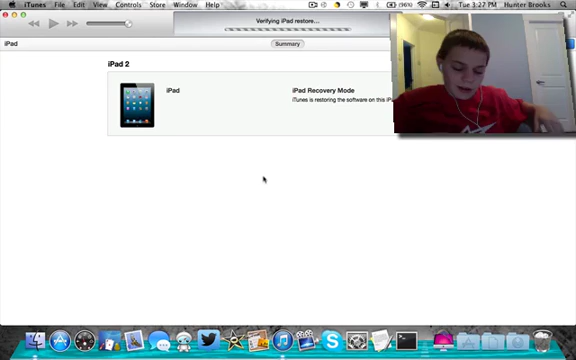 iTunes File Edit View Controls Store Window Help (96%) Tue 3:27 PM Hunter Brooks
Verifying iPad restore...
iPad Summary
iPad 2
iPad iPad Recovery Mode
iTunes is restoring the software on this iPa